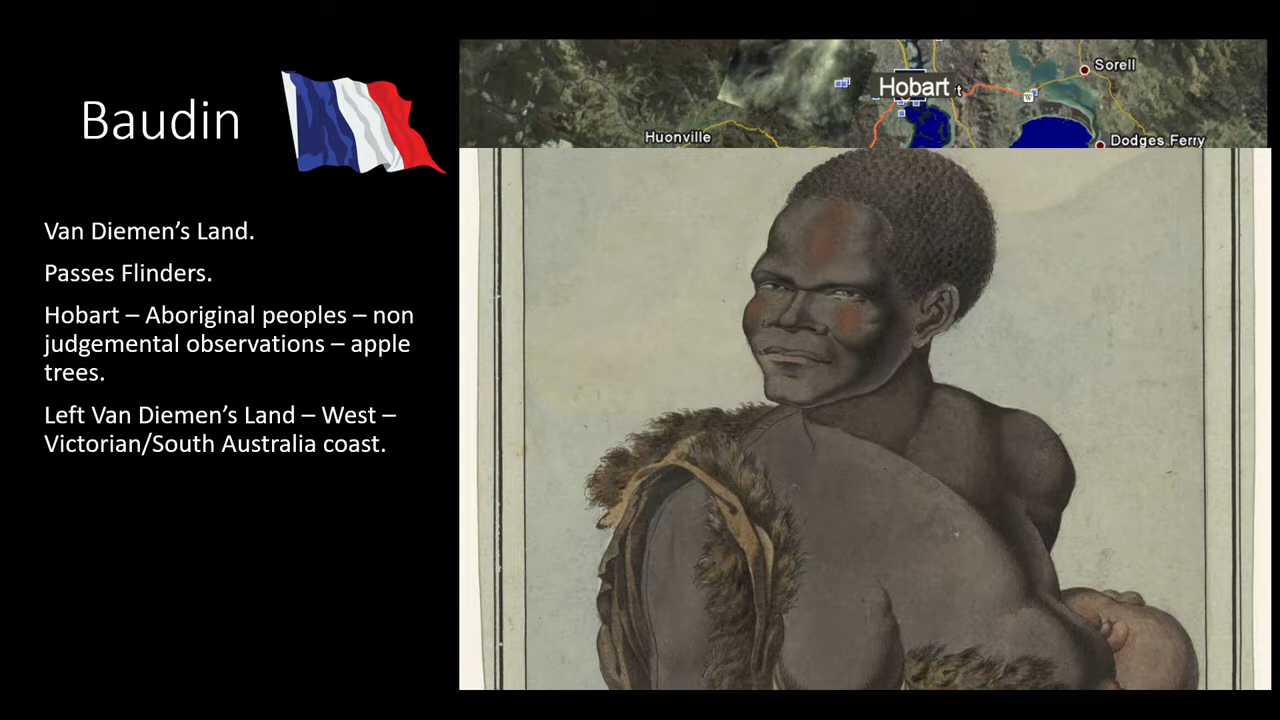 Baudin
Van Diemen’s Land.
Passes Flinders.
Hobart – Aboriginal peoples – non
judgemental observations – apple
trees.
Left Van Diemen’s Land – West –
Victorian/South Australia coast.
Sorell
Hobart
t
W
Huonville
Dodges Ferry